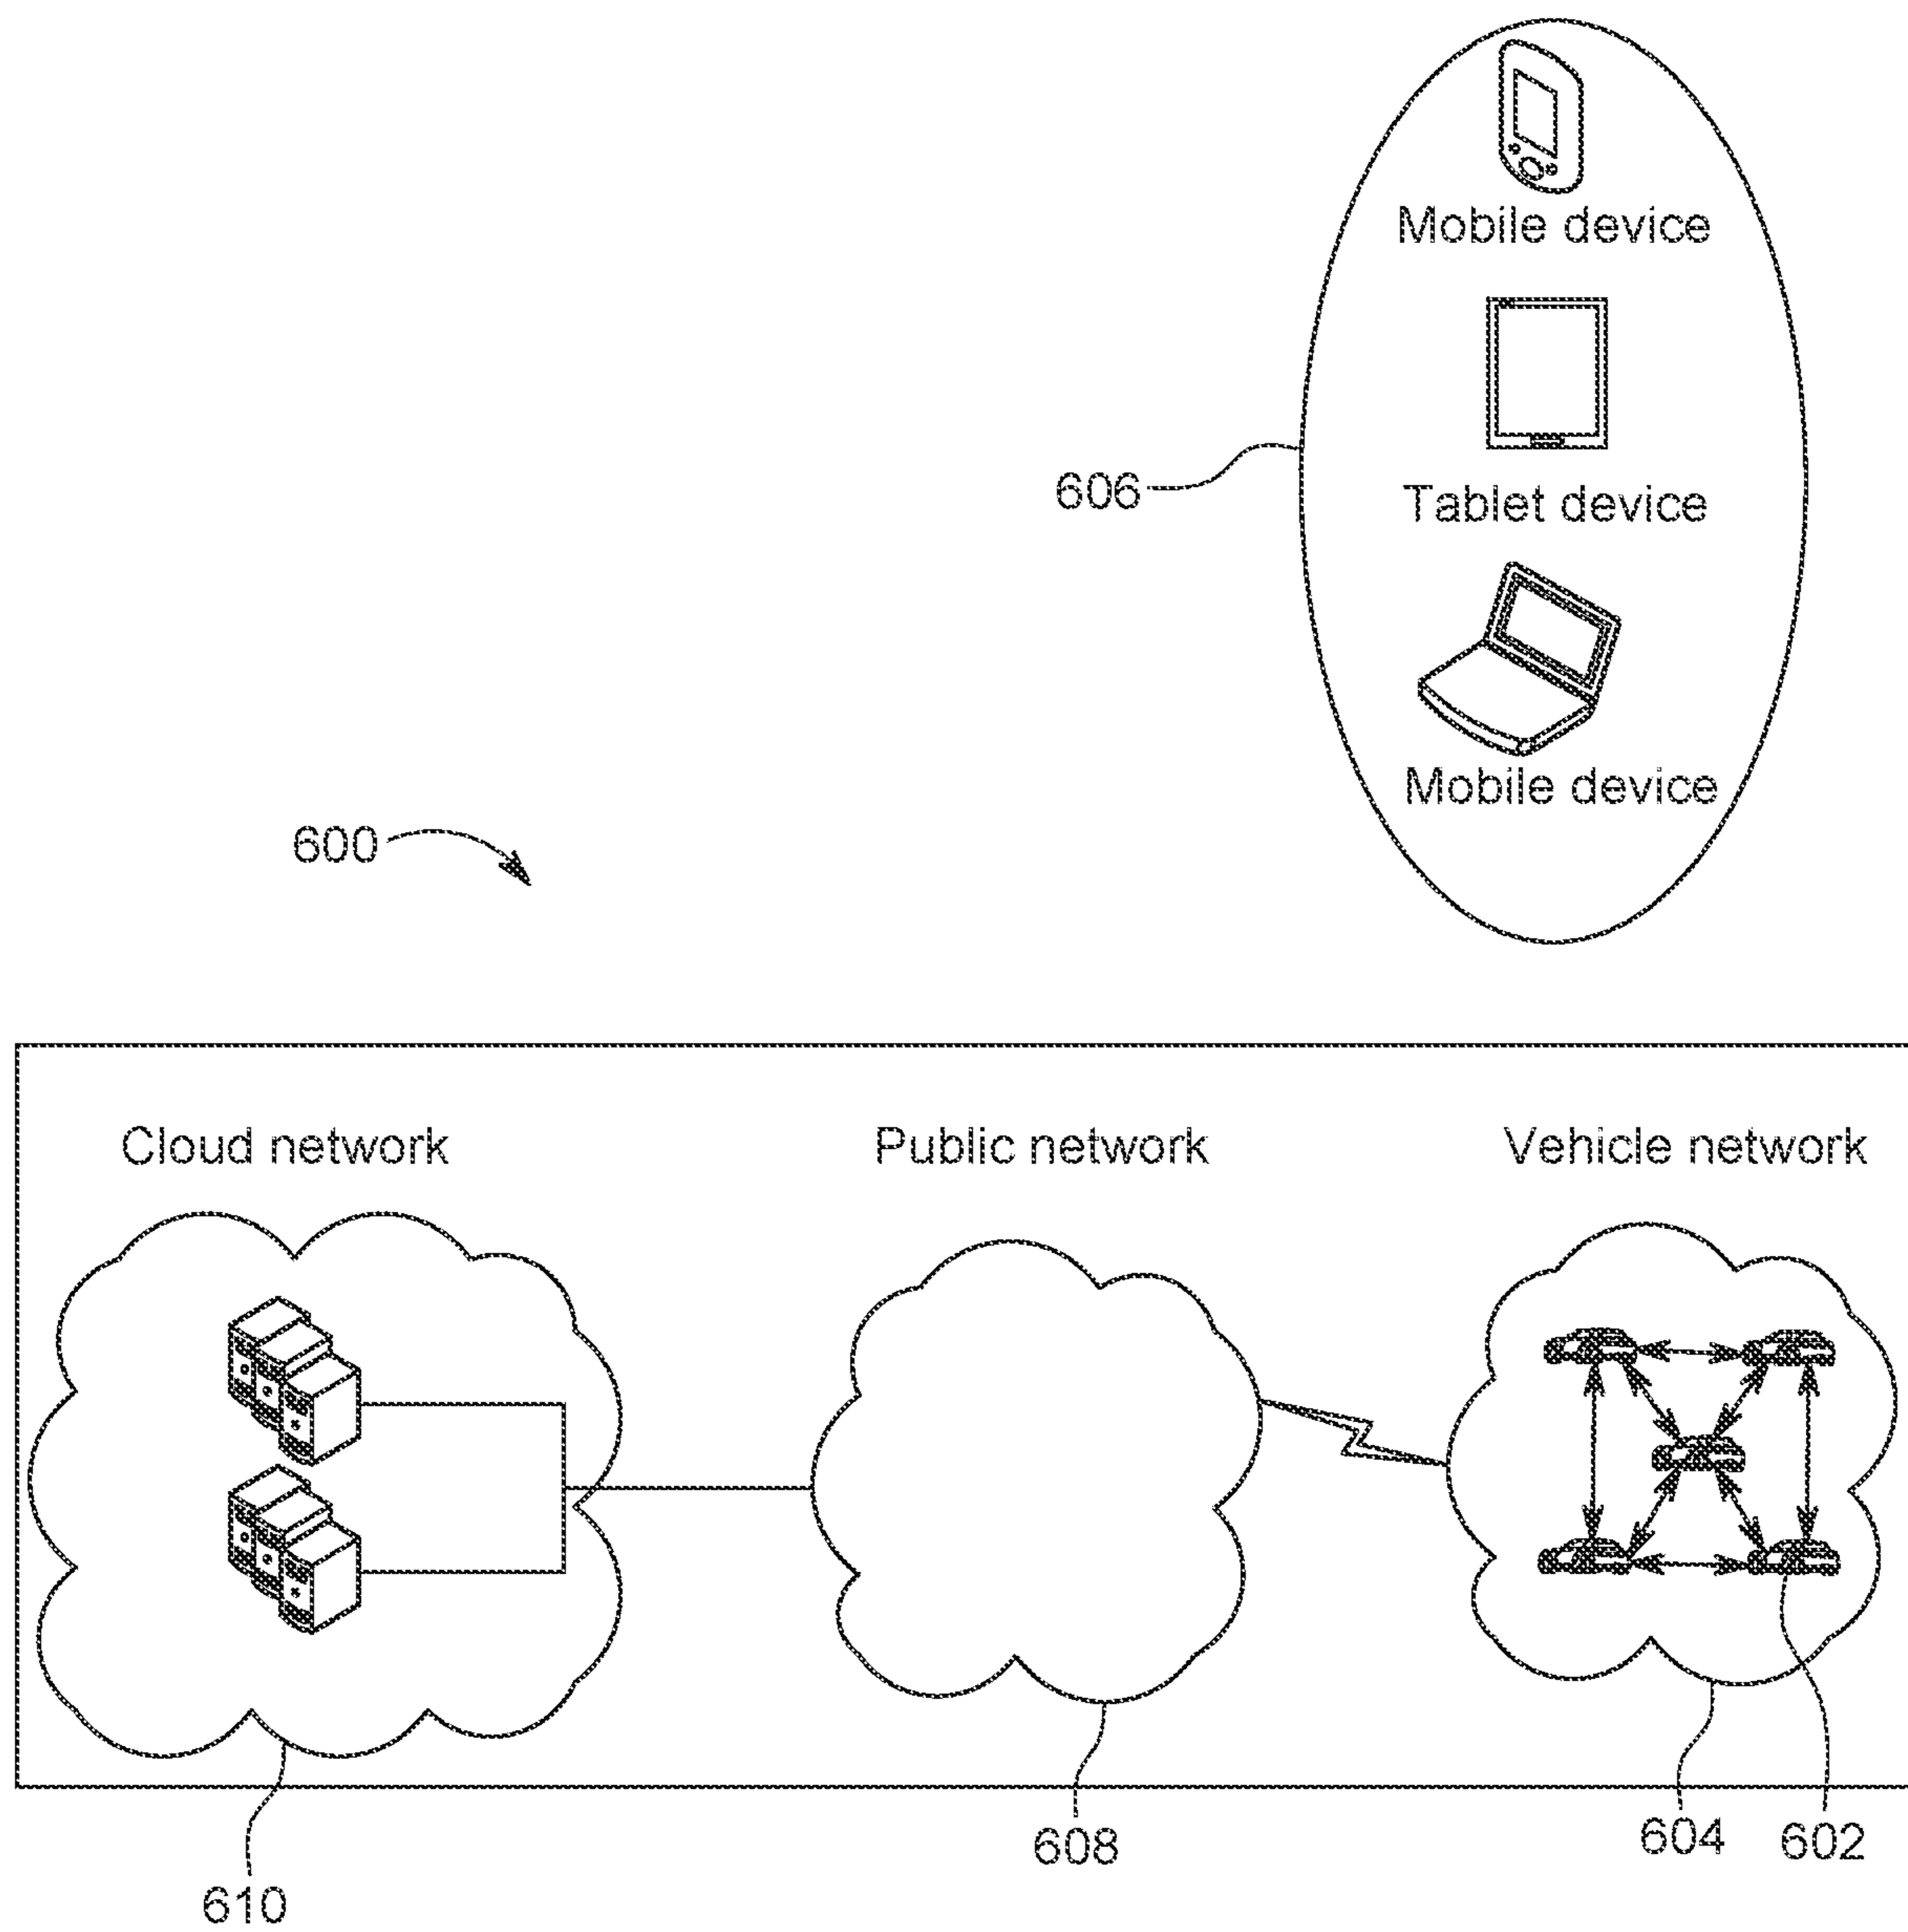 Mobile device
606
Tablet device
Mobile device
600
Cloud network
Public network
Vehicle network
608
604
602
610